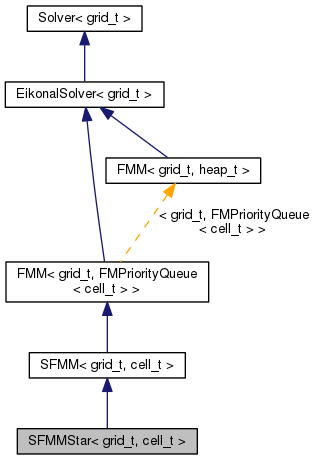 Solver< grid_t >
EikonalSolver< grid_t >
FMM< grid_t, heap_t >
< grid_t, FMPriorityQueue
< cell_t > >
FMM< grid_t, FMPriorityQueue
< cell_t > >
SFMM< grid_t, cell_t >
SFMMStar< grid_t, cell_t >